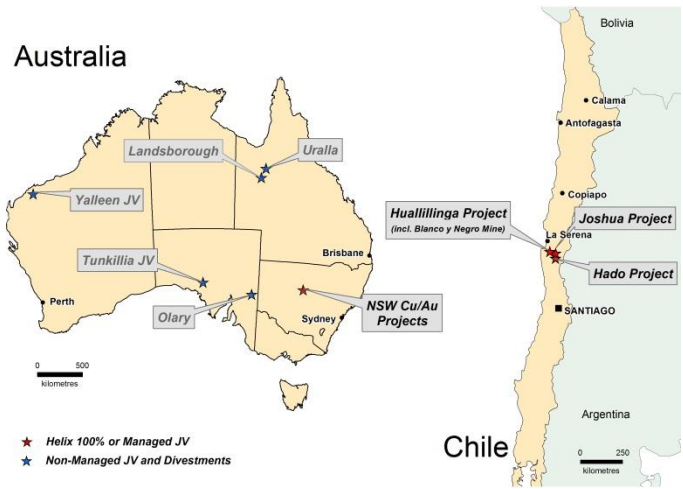 Australia
Landsborough
Uralla
Yalleen JV
Tunkillia JV
Olary
Brisbane
Perth
Sydney
NSW Cu/Au
Projects
0 500
kilometres
Helix 100% or Managed JV
Non-Managed JV and Divestments
Bolivia
Calama
Antofagasta
Copiapo
Huallillinga Project
(incl. Blanco y Negro Mine)
La Serena
Joshua Project
Hado Project
SANTIAGO
Argentina
Chile
0 250
kilometres